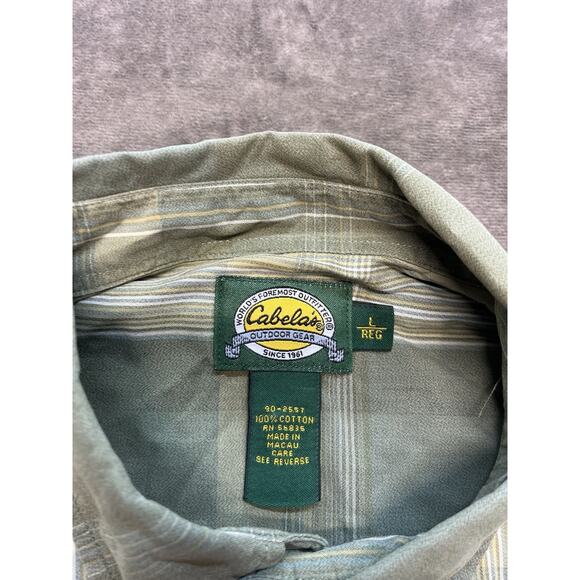 WORLD'S FOREMOST OUTFITTER®
Cabela's®
OUTDOOR GEAR
SINCE 1961
L
REG
90-2557
100% COTTON
RN 58835
MADE IN
MACAU
CARE
SEE REVERSE